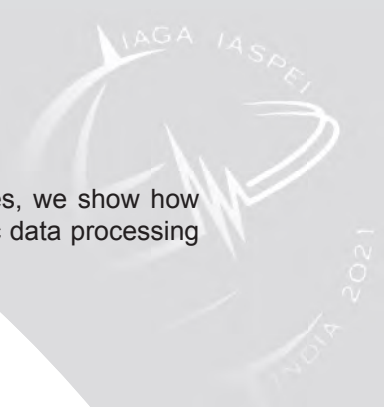 IAGA IASPEI
es, we show how
c data processing
INDIA 2021